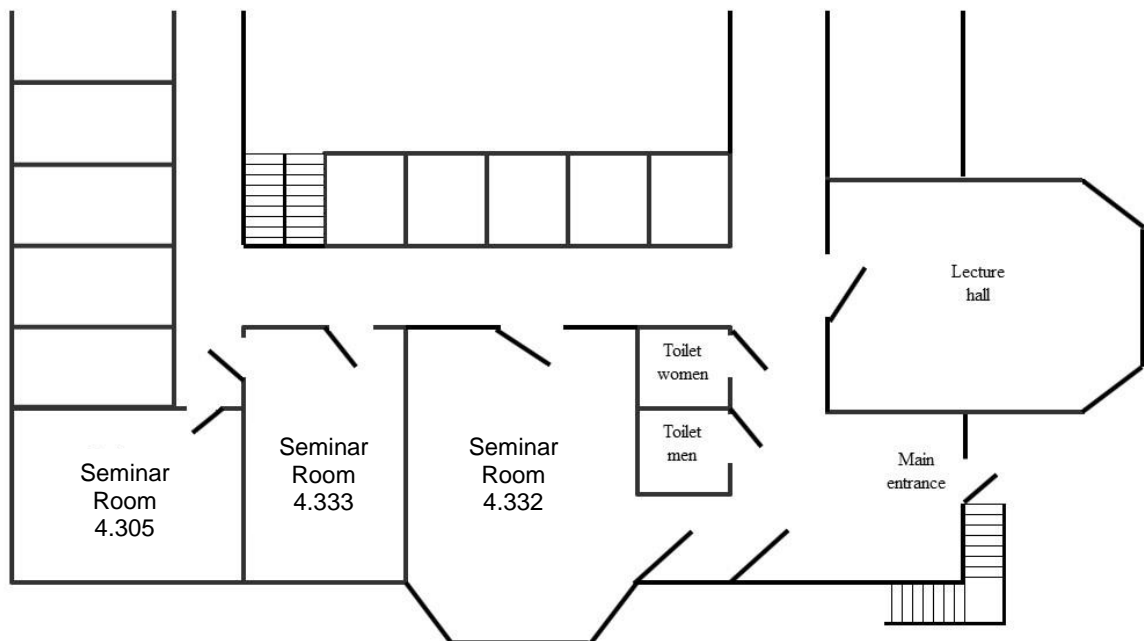 Lecture
hall
Toilet
women
Toilet
men
Main
entrance
Seminar
Room
4.305
Seminar
Room
4.333
Seminar
Room
4.332